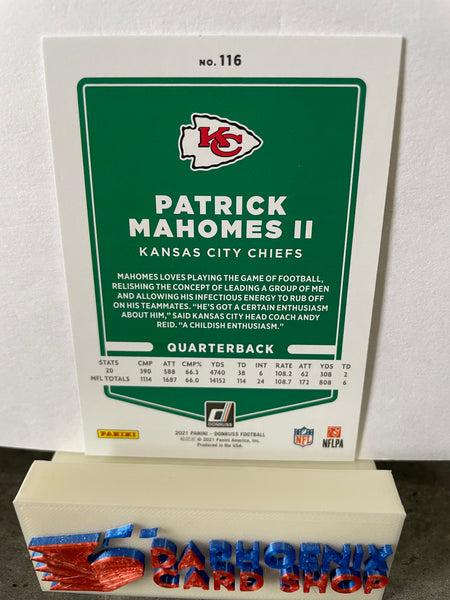 NO. 116
KC
PATRICK
MAHOMES II
KANSAS CITY CHIEFS
MAHOMES LOVES PLAYING THE GAME OF FOOTBALL,
RELISHING THE CONCEPT OF LEADING A GROUP OF MEN
AND ALLOWING HIS INFECTIOUS ENERGY TO RUB OFF
ON HIS TEAMMATES. "HE'S GOT A CERTAIN ENTHUSIASM
ABOUT HIM," SAID KANSAS CITY HEAD COACH ANDY
REID. "A CHILDISH ENTHUSIASM."
QUARTERBACK
STATS CMP ATT CMP% YDS TD INT RATE ATT YDS TD
20 390 588 66.3 4740 38 6 108.2 62 308 2
NFL TOTALS 1114 1687 66.0 14152 114 24 108.7 172 808 6
DONRUSS
PANINI
2021 PANINI - DONRUSS FOOTBALL
© 2021 Panini America, Inc.
Produced in the USA.
NFL
NFLPA
DAPHOENIX
CARD SHOP